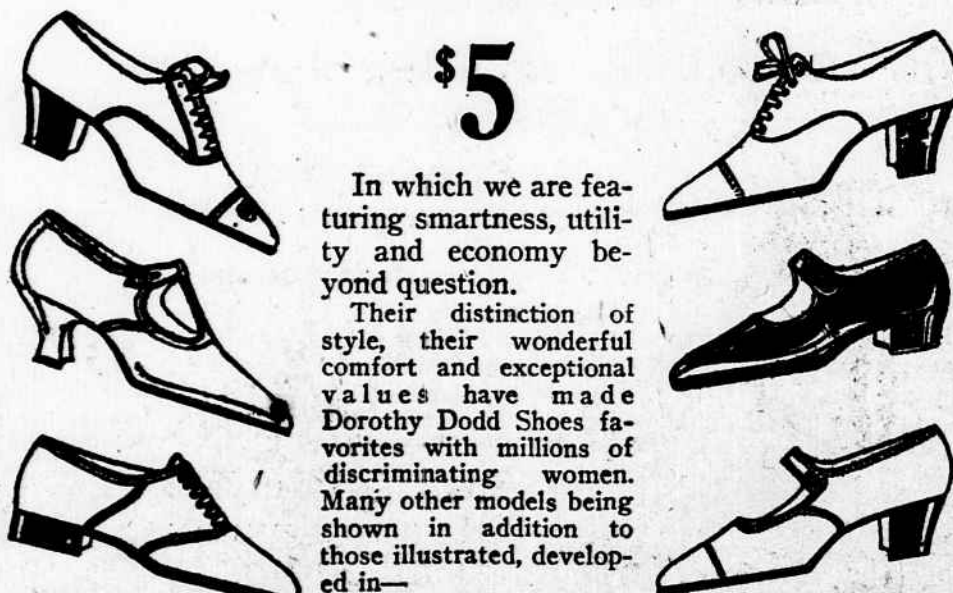 $5
In which we are fea-
turing smartness, utili-
ty and economy be-
yond question.
Their distinction of
style, their wonderful
comfort and exceptional
values have made
Dorothy Dodd Shoes fa-
vorites with millions of
discriminating women.
Many other models being
shown in addition to
those illustrated, develop-
ed in—